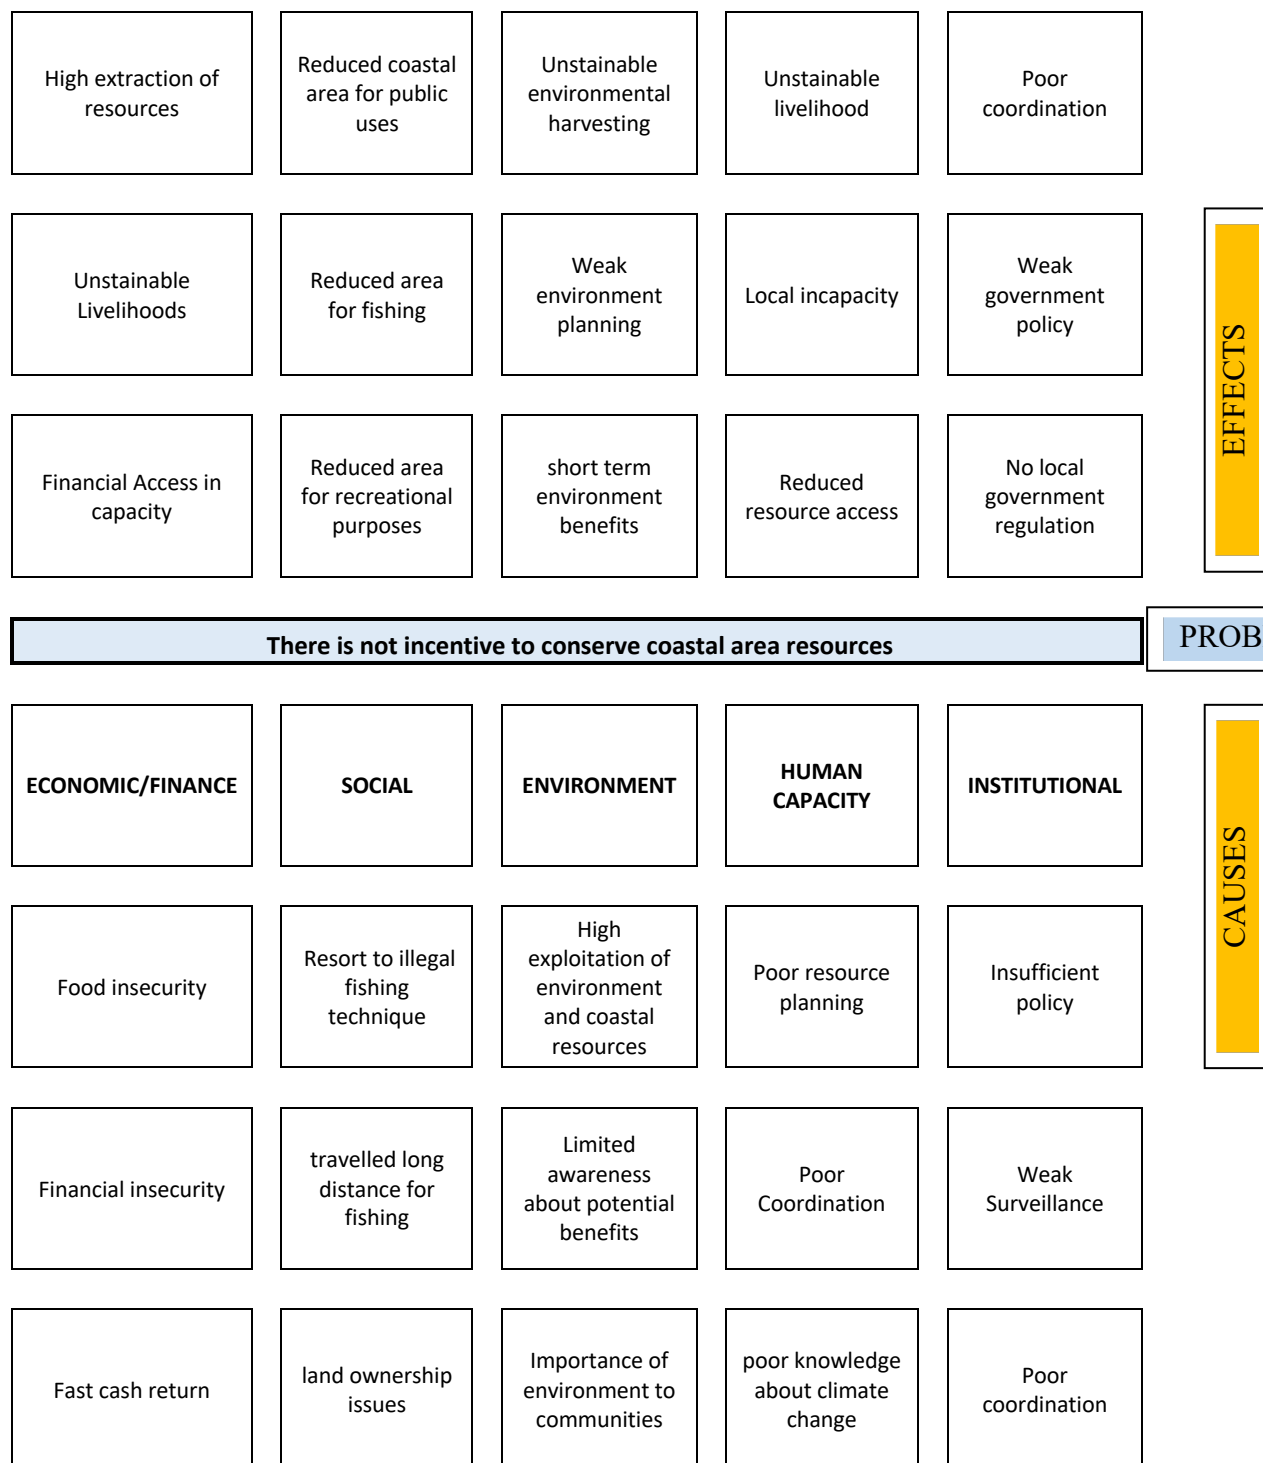 High extraction of
resources
Reduced coastal
area for public
uses
Unstainable
environmental
harvesting
Unstainable
livelihood
Poor
coordination
Unstainable
Livelihoods
Reduced area
for fishing
Weak
environment
planning
Local incapacity
Weak
government
policy
Financial Access in
capacity
Reduced area
for recreational
purposes
short term
environment
benefits
Reduced
resource access
No local
government
regulation
EFFECTS
There is not incentive to conserve coastal area resources
PROB
ECONOMIC/FINANCE
SOCIAL
ENVIRONMENT
HUMAN
CAPACITY
INSTITUTIONAL
CAUSES
Food insecurity
Resort to illegal
fishing
technique
High
exploitation of
environment
and coastal
resources
Poor resource
planning
Insufficient
policy
Financial insecurity
travelled long
distance for
fishing
Limited
awareness
about potential
benefits
Poor
Coordination
Weak
Surveillance
Fast cash return
land ownership
issues
Importance of
environment to
communities
poor knowledge
about climate
change
Poor
coordination